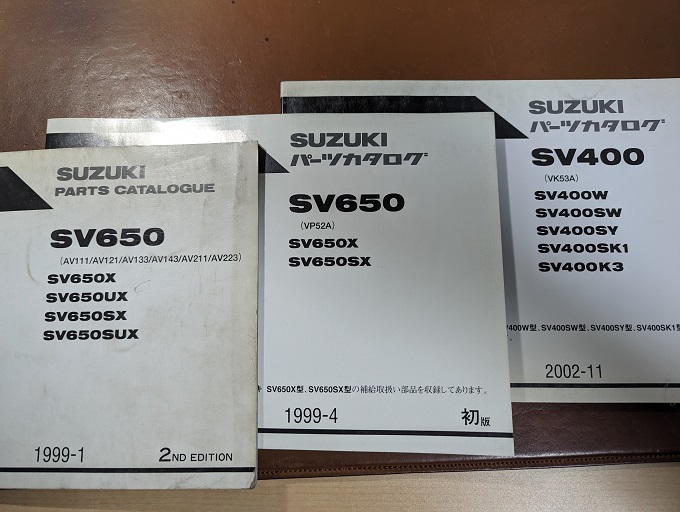 SUZUKI
PARTS CATALOGUE
SV650
(AV111/AV121/AV133/AV143/AV211/AV223)
SV650X
SV650UX
SV650SX
SV650SUX
1999-1
2ND EDITION
SUZUKI
パーツカタログ
SV650
(VP52A)
SV650X
SV650SX
キ SV650X型、SV650SX型の補給取扱い部品を収録してあります。
1999-4
初版
SUZUKI
パーツカタログ
SV400
(VK53A)
SV400W
SV400SW
SV400SY
SV400SK1
SV400K3
V400W型、SV400SW型、SV400SY型、SV400SK1型
2002-11